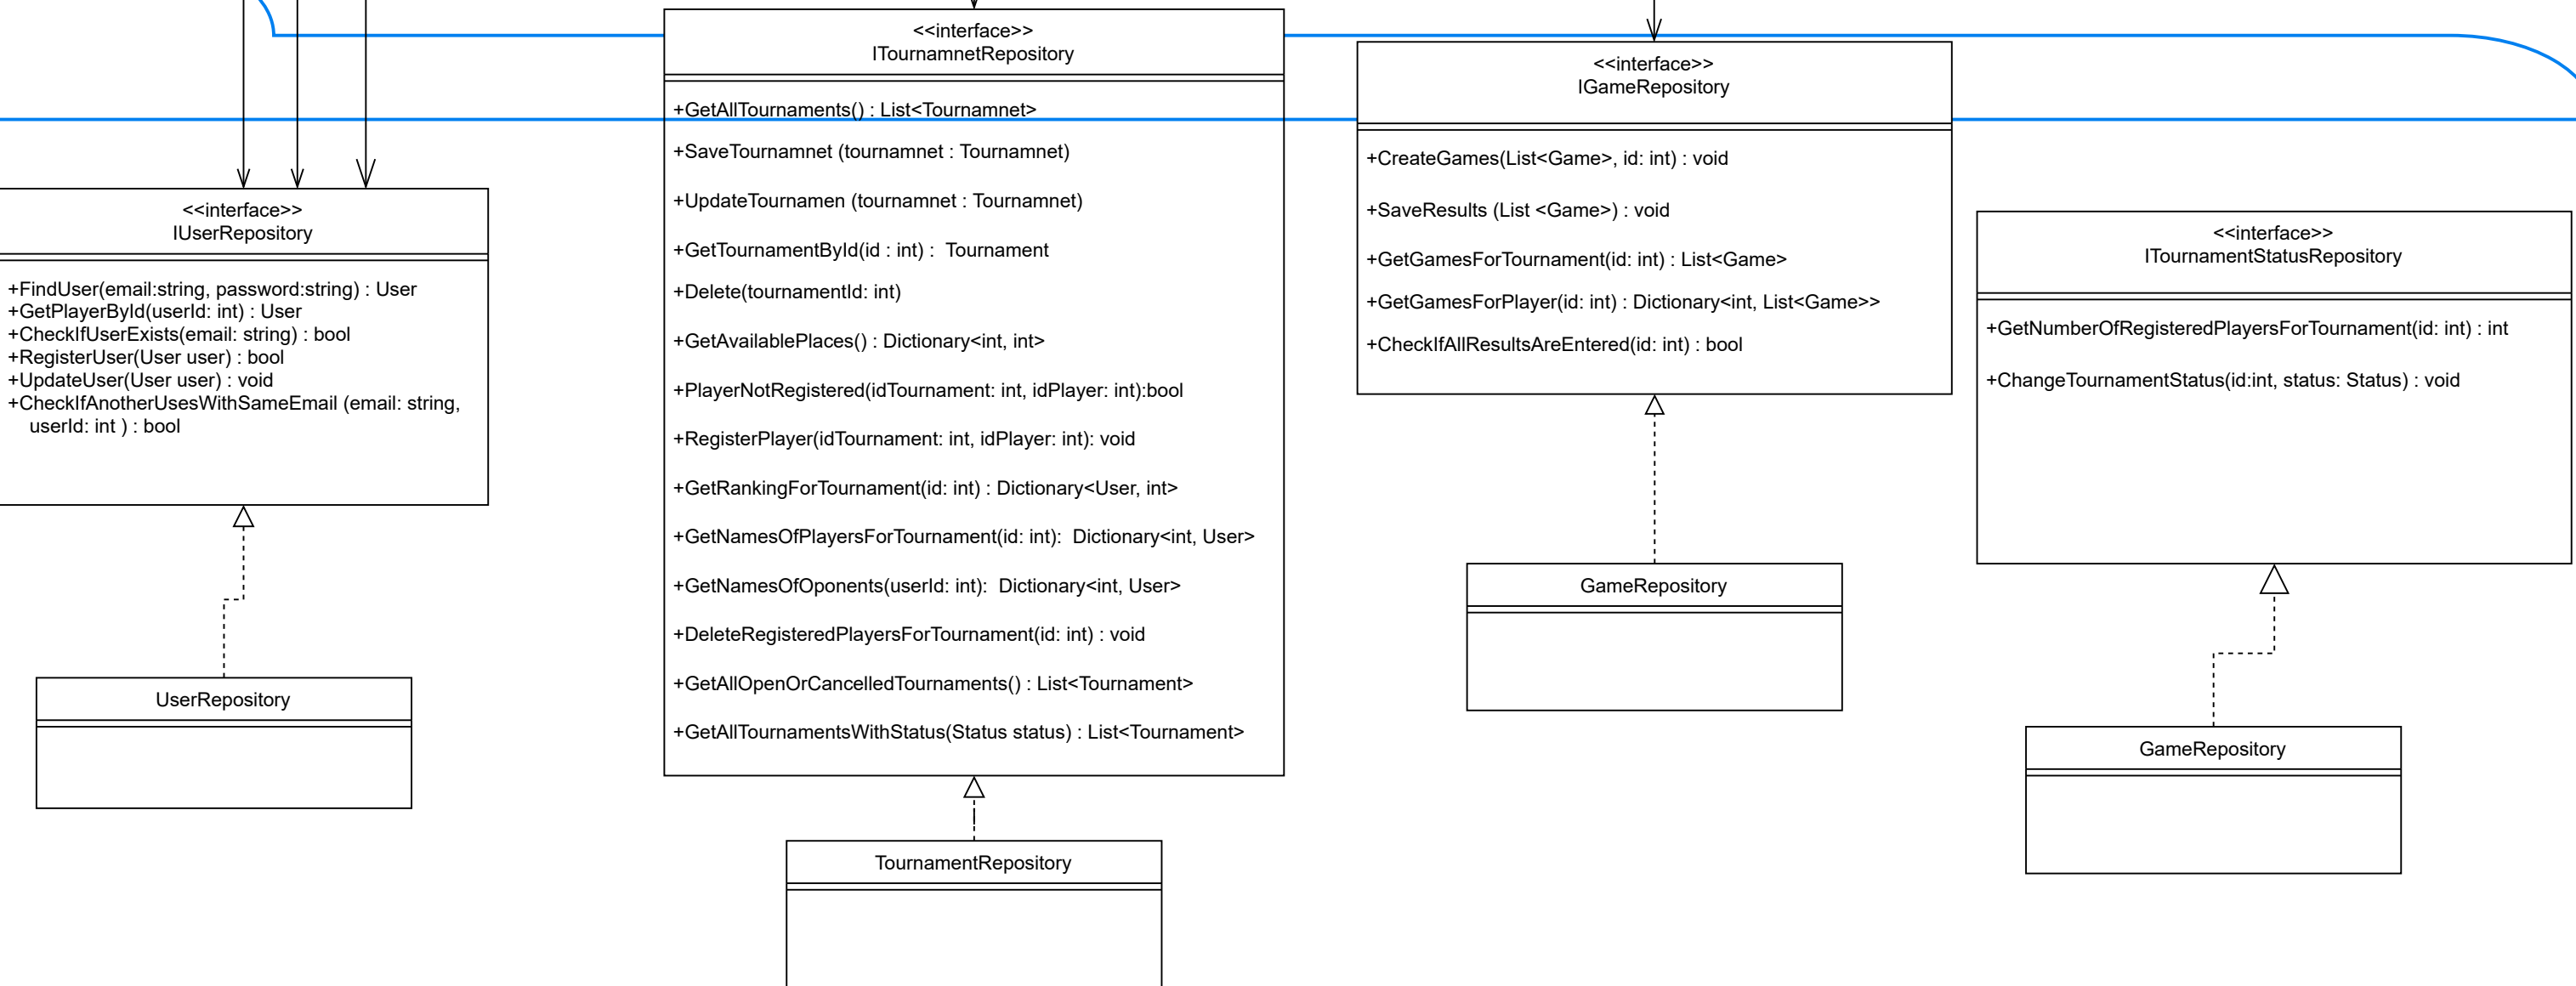 <<interface>>
ITournamnetRepository
+GetAllTournaments() : List<Tournamnet>
+SaveTournamnet (tournamnet : Tournamnet)
+UpdateTournamen (tournamnet : Tournamnet)
+GetTournamentById(id : int) :  Tournament
+Delete(tournamentId: int)
+GetAvailablePlaces() : Dictionary<int, int>
+PlayerNotRegistered(idTournament: int, idPlayer: int):bool
+RegisterPlayer(idTournament: int, idPlayer: int): void
+GetRankingForTournament(id: int) : Dictionary<User, int>
+GetNamesOfPlayersForTournament(id: int):  Dictionary<int, User>
+GetNamesOfOponents(userId: int):  Dictionary<int, User>
+DeleteRegisteredPlayersForTournament(id: int) : void
+GetAllOpenOrCancelledTournaments() : List<Tournament>
+GetAllTournamentsWithStatus(Status status) : List<Tournament>
<<interface>>
IGameRepository
+CreateGames(List<Game>, id: int) : void
+SaveResults (List <Game>) : void
+GetGamesForTournament(id: int) : List<Game>
+GetGamesForPlayer(id: int) : Dictionary<int, List<Game>>
+CheckIfAllResultsAreEntered(id: int) : bool
<<interface>>
IUserRepository
+FindUser(email:string, password:string) : User
+GetPlayerById(userId: int) : User
+CheckIfUserExists(email: string) : bool
+RegisterUser(User user) : bool
+UpdateUser(User user) : void
+CheckIfAnotherUsesWithSameEmail (email: string,
userId: int ) : bool
<<interface>>
ITournamentStatusRepository
+GetNumberOfRegisteredPlayersForTournament(id: int) : int
+ChangeTournamentStatus(id:int, status: Status) : void
GameRepository
UserRepository
GameRepository
TournamentRepository